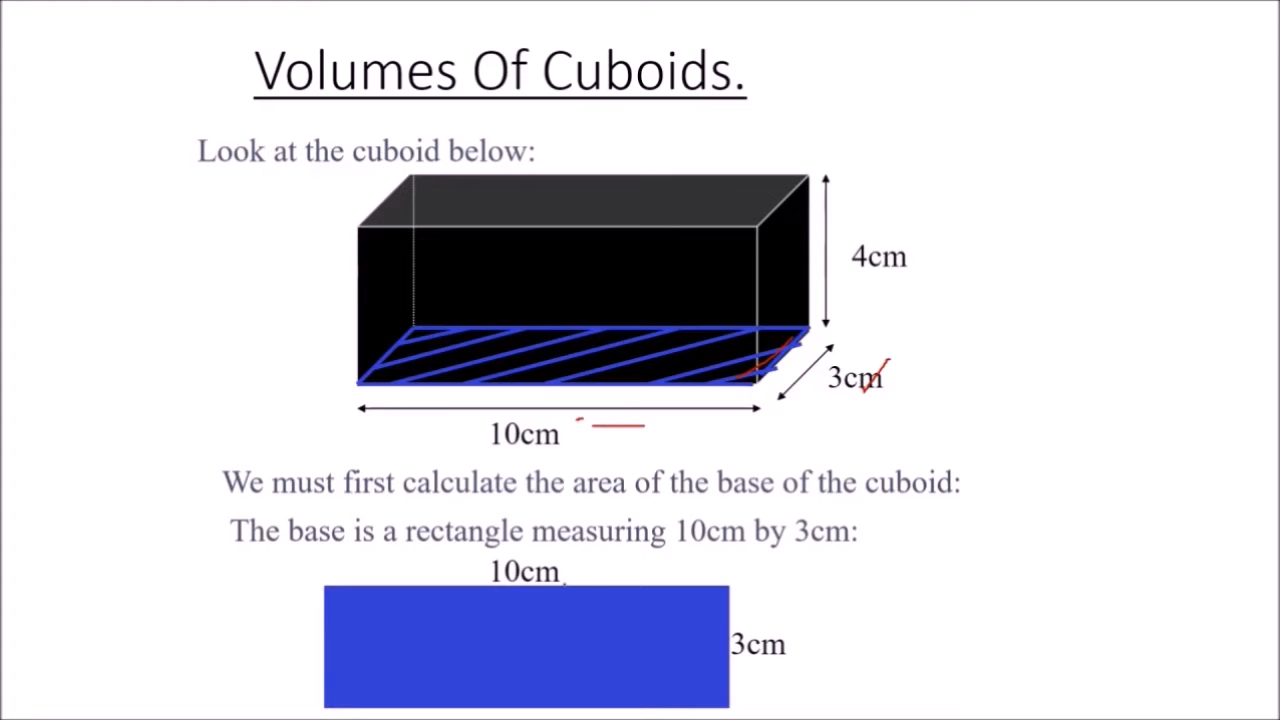 Volumes Of Cuboids.
Look at the cuboid below:
4cm
3cm
10cm
We must first calculate the area of the base of the cuboid:
The base is a rectangle measuring 10cm by 3cm:
10cm
3cm